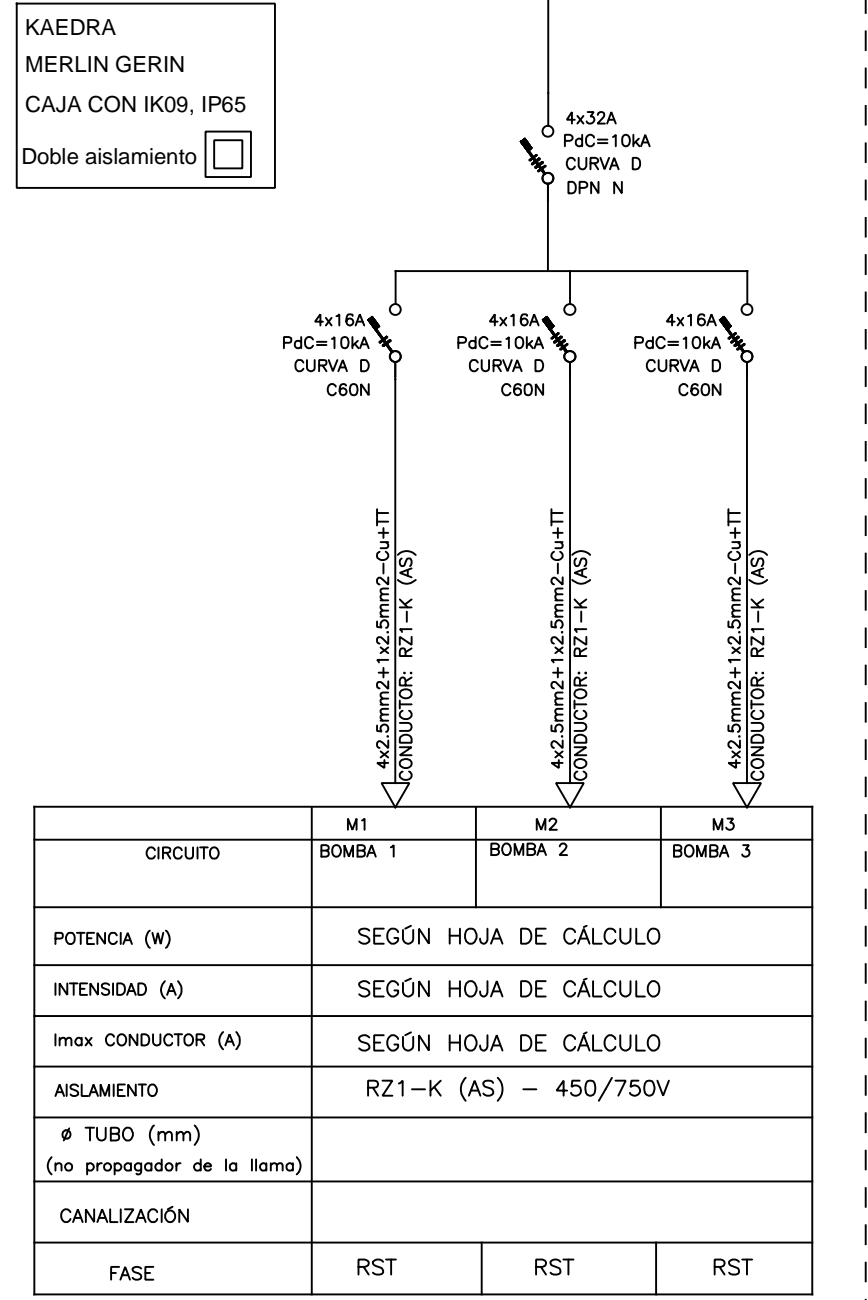 KAEDRA
MERLIN GERIN
CAJA CON IK09, IP65
Doble aislamiento
4x32A
PdC=10kA
CURVA D
DPN N
4x16A
PdC=10kA
CURVA D
C60N
4x16A
PdC=10kA
CURVA D
C60N
4x16A
PdC=10kA
CURVA D
C60N
4x2.5mm2+1x2.5mm2-Cu+TT
CONDUCTOR: RZ1-K (AS)
4x2.5mm2+1x2.5mm2-Cu+TT
CONDUCTOR: RZ1-K (AS)
4x2.5mm2+1x2.5mm2-Cu+TT
CONDUCTOR: RZ1-K (AS)
M1 M2 M3
CIRCUITO BOMBA 1 BOMBA 2 BOMBA 3
POTENCIA (W) SEGÚN HOJA DE CÁLCULO
INTENSIDAD (A) SEGÚN HOJA DE CÁLCULO
Imax CONDUCTOR (A) SEGÚN HOJA DE CÁLCULO
AISLAMIENTO RZ1-K (AS) - 450/750V
ø TUBO (mm)
(no propagador de la llama)
CANALIZACIÓN
FASE RST RST RST